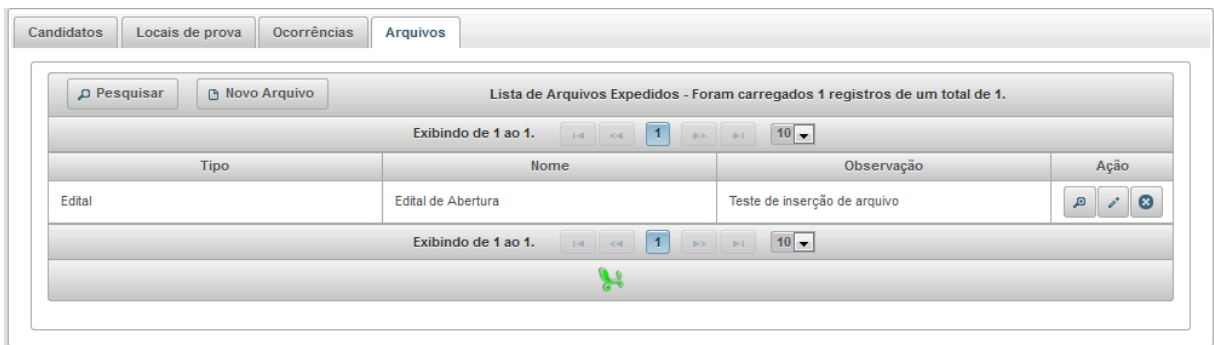 Candidatos Locais de prova Ocorrências Arquivos
Pesquisar Novo Arquivo Lista de Arquivos Expedidos - Foram carregados 1 registros de um total de 1.
Exibindo de 1 ao 1. 1 10
Tipo Nome Observação Ação
Edital Edital de Abertura Teste de inserção de arquivo
Exibindo de 1 ao 1. 1 10